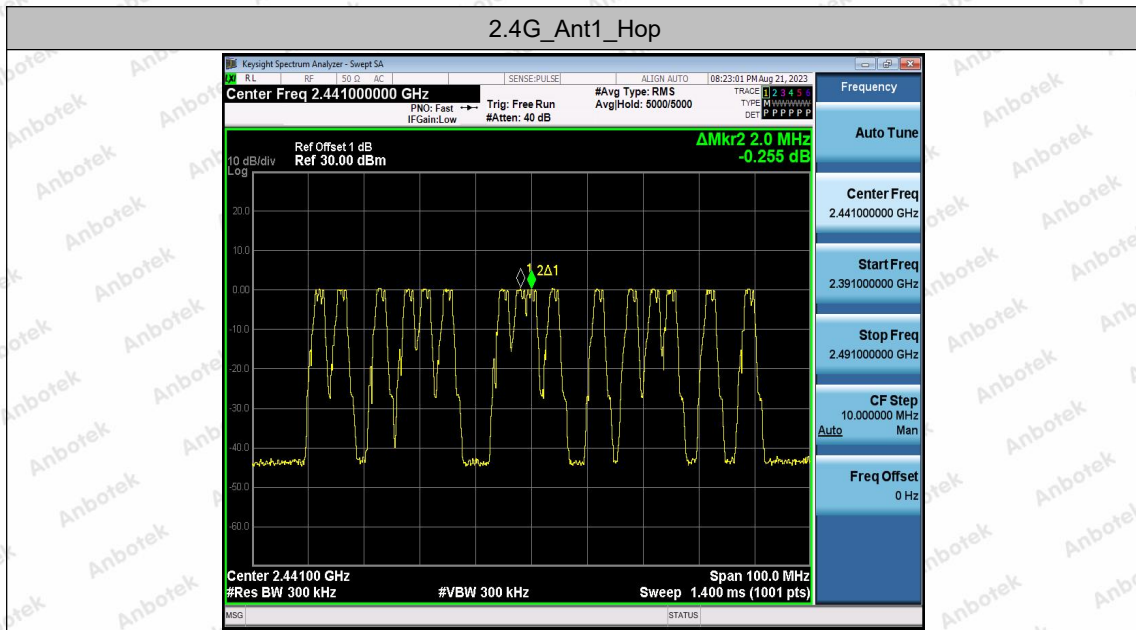 2.4G_Ant1_Hop
Keysight Spectrum Analyzer - Swept SA
LXI RL RF 50 Ω AC SENSE:PULSE ALIGN AUTO 08:23:01 PM Aug 21, 2023
Center Freq 2.441000000 GHz
PNO: Fast
IFGain:Low
Trig: Free Run
#Atten: 40 dB
#Avg Type: RMS
Avg|Hold: 5000/5000
TRACE 1 2 3 4 5 6
TYPE M WWWWW
DET P P P P P P
ΔMkr2 2.0 MHz
-0.255 dB
Ref Offset 1 dB
10 dB/div Ref 30.00 dBm
Log
20.0
10.0
0.00
-10.0
-20.0
-30.0
-40.0
-50.0
-60.0
1 2Δ1
Center 2.44100 GHz Span 100.0 MHz
#Res BW 300 kHz #VBW 300 kHz Sweep 1.400 ms (1001 pts)
MSG STATUS
Frequency
Auto Tune
Center Freq
2.441000000 GHz
Start Freq
2.391000000 GHz
Stop Freq
2.491000000 GHz
CF Step
10.000000 MHz
Auto Man
Freq Offset
0 Hz
Anbotek